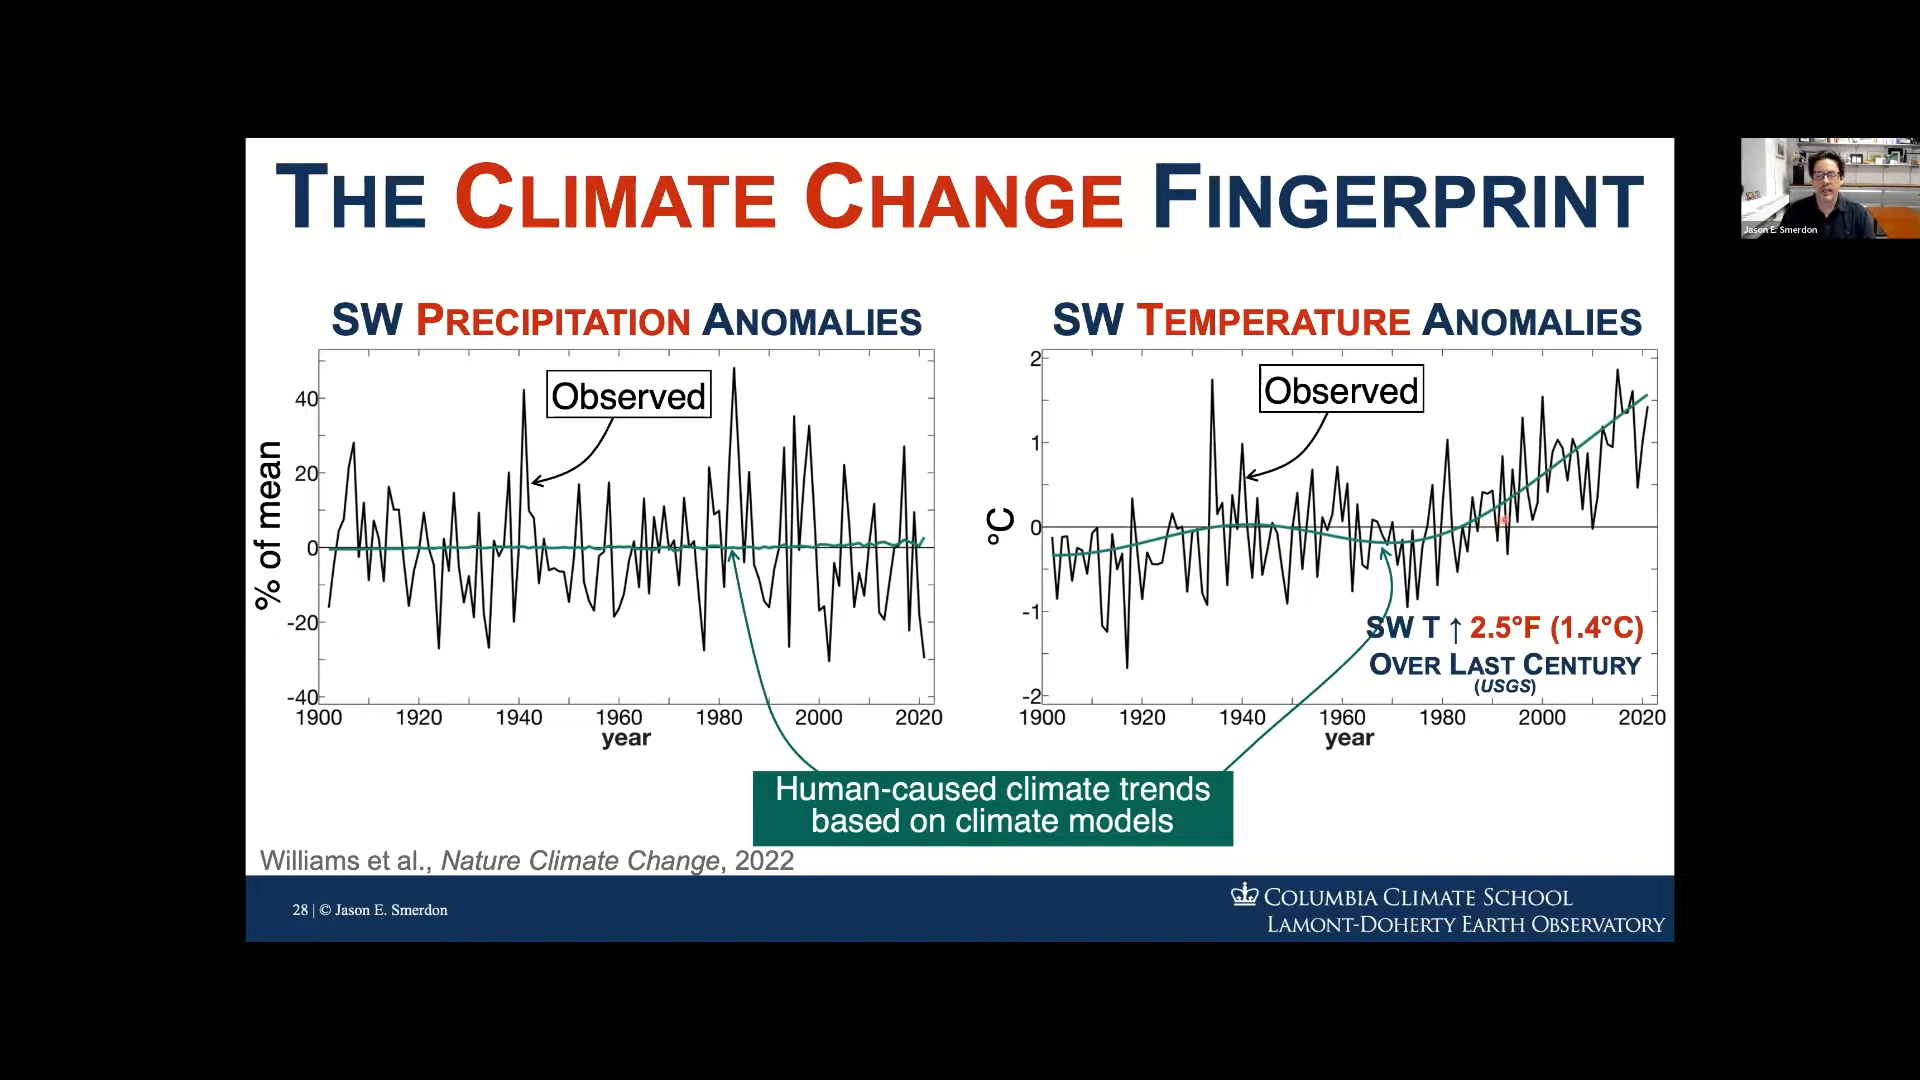 THE CLIMATE CHANGE FINGERPRINT
Jason E. Smerdon
SW PRECIPITATION ANOMALIES
% of mean
40
20
0
-20
-40
Observed
1900 1920 1940 1960 1980 2000 2020
year
SW TEMPERATURE ANOMALIES
°C
2
1
0
-1
-2
Observed
SW T ↑ 2.5°F (1.4°C)
OVER LAST CENTURY
(USGS)
1900 1920 1940 1960 1980 2000 2020
year
Human-caused climate trends
based on climate models
Williams et al., Nature Climate Change, 2022
28 | © Jason E. Smerdon
COLUMBIA CLIMATE SCHOOL
LAMONT-DOHERTY EARTH OBSERVATORY